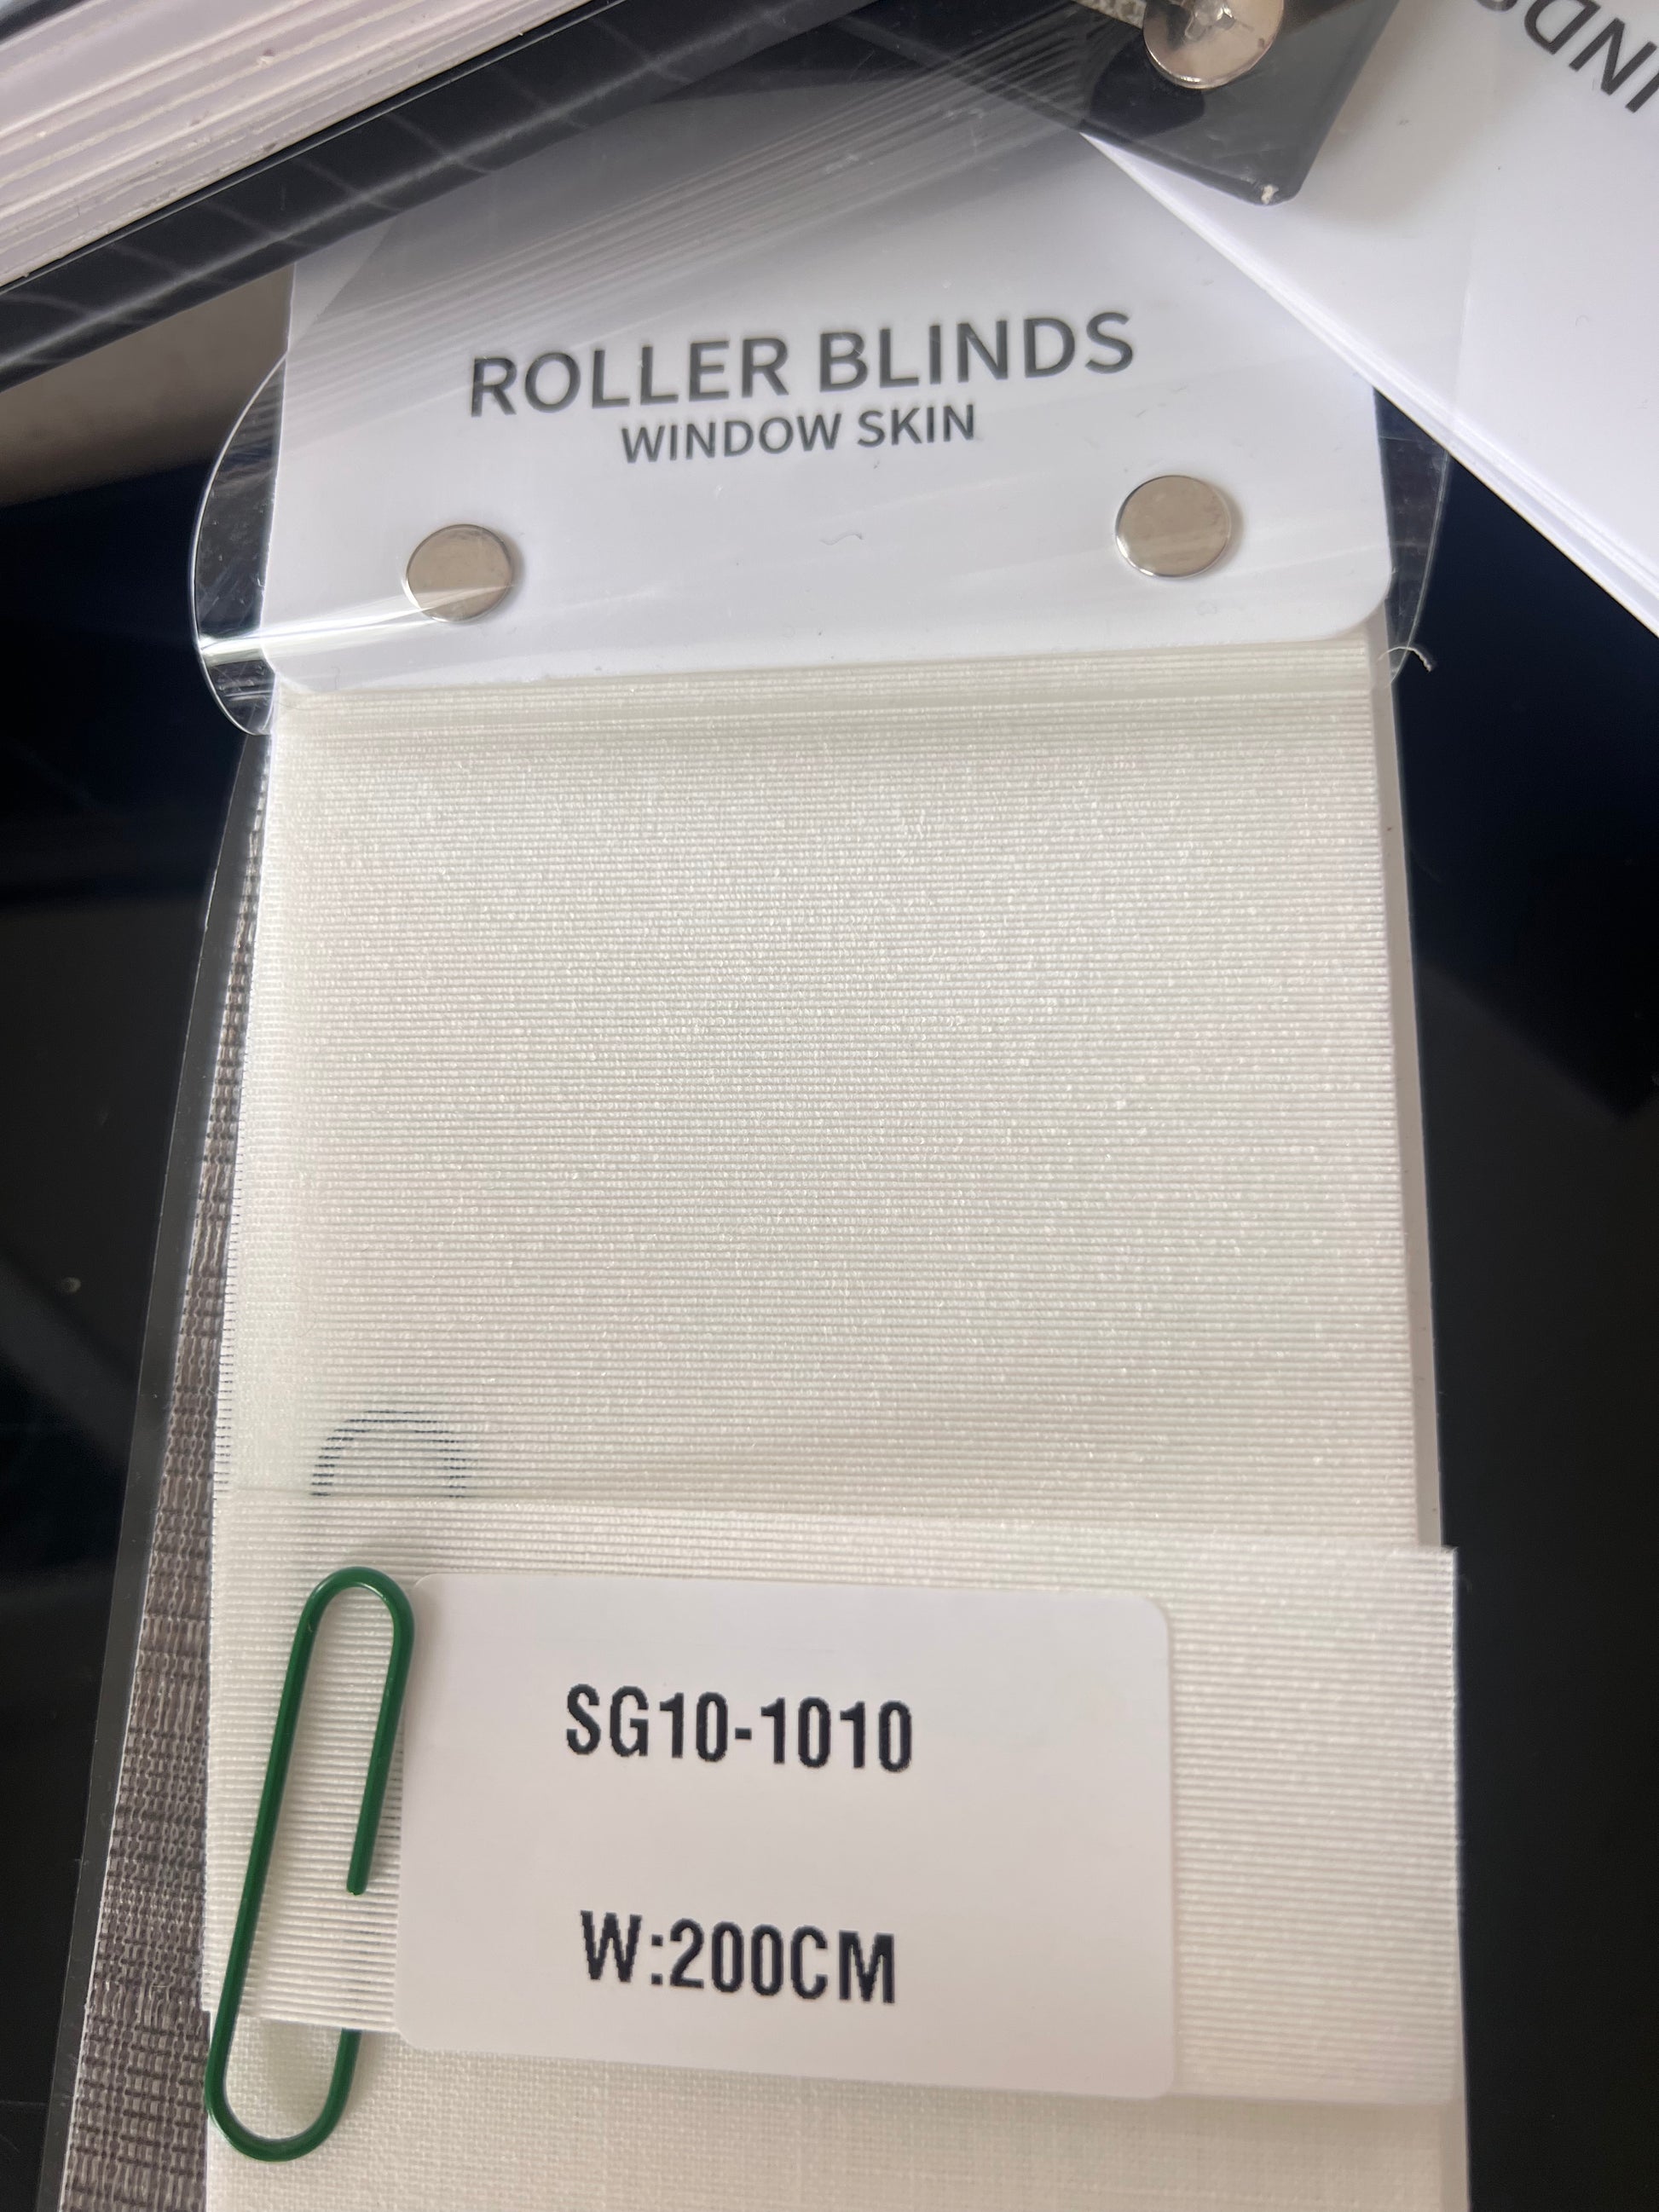 ROLLER BLINDS
WINDOW SKIN
SG10-1010
W:200CM